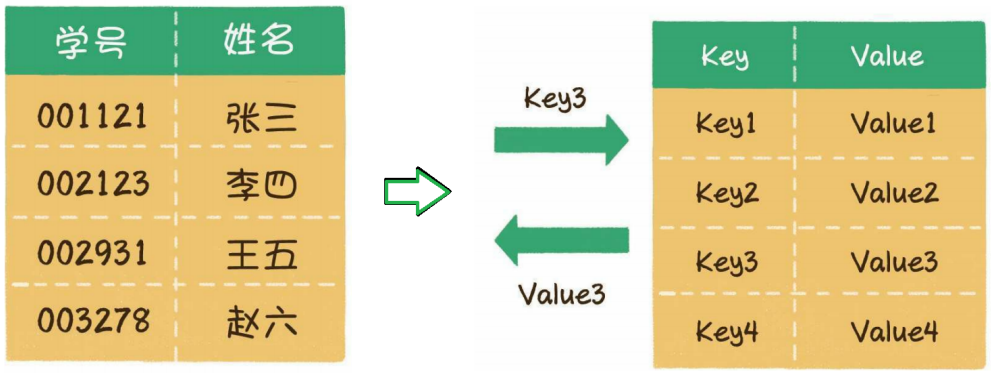 学号 姓名
001121 张三
002123 李四
002931 王五
003278 赵六
Key3
Value3
Key Value
Key1 Value1
Key2 Value2
Key3 Value3
Key4 Value4